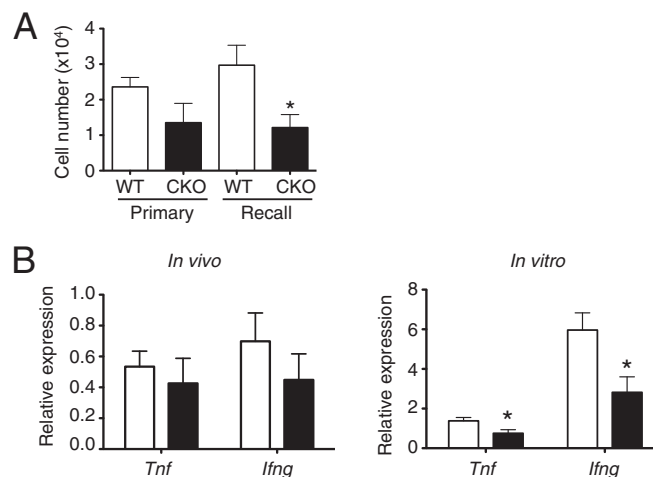 A
Cell number (x10⁴)
4
3
2
1
0
*
WT CKO WT CKO
Primary Recall
B
In vivo
Relative expression
1.0
0.8
0.6
0.4
0.2
0.0
Tnf Ifng
In vitro
Relative expression
8
6
4
2
0
*
*
Tnf Ifng